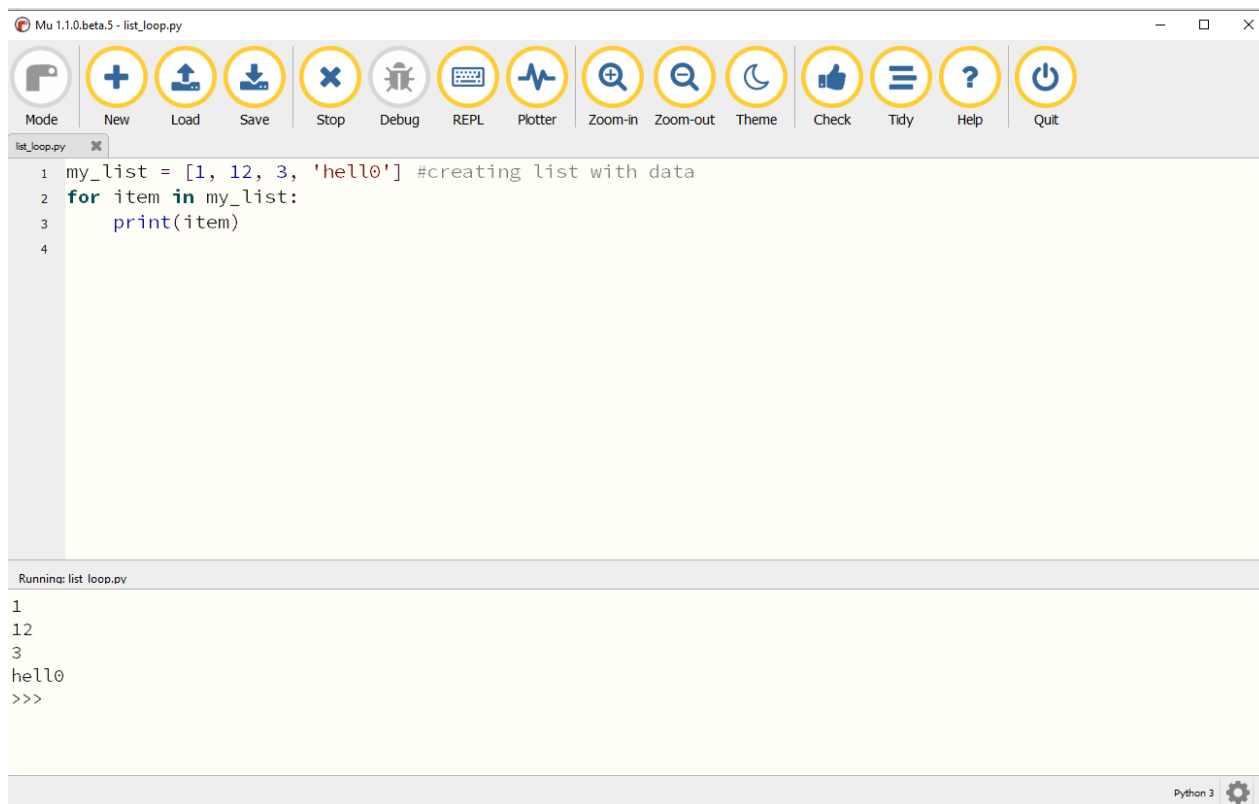 Mu 1.1.0.beta.5 - list_loop.py
Mode New Load Save Stop Debug REPL Plotter Zoom-in Zoom-out Theme Check Tidy Help Quit
list_loop.py
1 my_list = [1, 12, 3, 'hell0'] #creating list with data
2 for item in my_list:
3     print(item)
4
Running: list_loop.py
1
12
3
hell0
>>>
Python 3